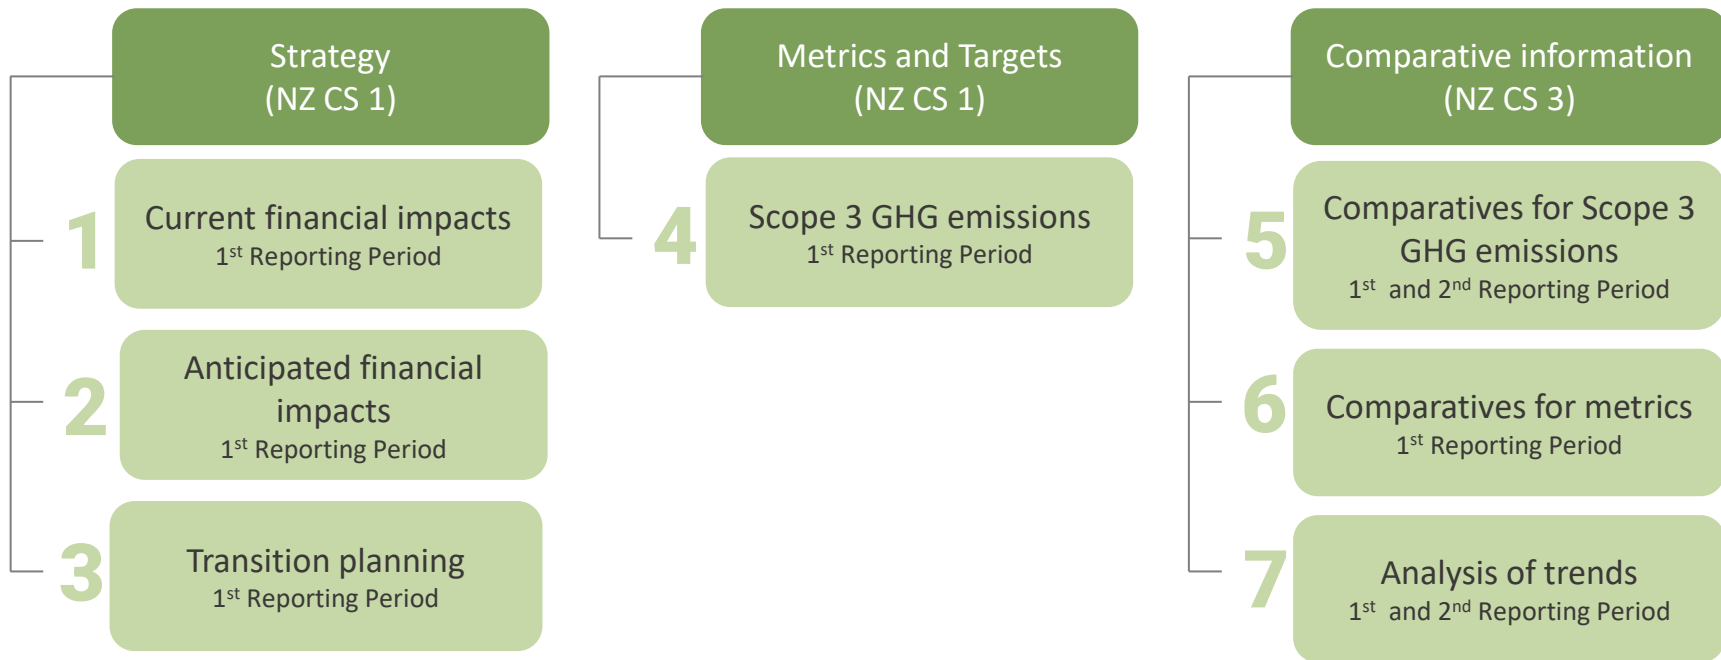 Strategy
(NZ CS 1)
1
Current financial impacts
1st Reporting Period
2
Anticipated financial
impacts
1st Reporting Period
3
Transition planning
1st Reporting Period
Metrics and Targets
(NZ CS 1)
4
Scope 3 GHG emissions
1st Reporting Period
Comparative information
(NZ CS 3)
5
Comparatives for Scope 3
GHG emissions
1st and 2nd Reporting Period
6
Comparatives for metrics
1st Reporting Period
7
Analysis of trends
1st and 2nd Reporting Period